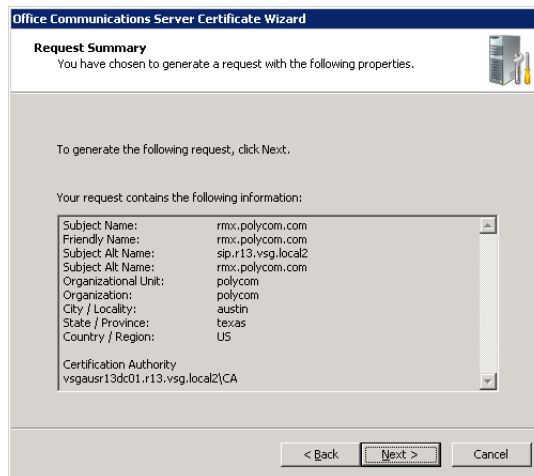 Office Communications Server Certificate Wizard
Request Summary
You have chosen to generate a request with the following properties.
To generate the following request, click Next.
Your request contains the following information:
Subject Name: rmx.polycom.com
Friendly Name: rmx.polycom.com
Subject Alt Name: sip.r13.vsg.local2
Subject Alt Name: rmx.polycom.com
Organizational Unit: polycom
Organization: polycom
City / Locality: austin
State / Province: texas
Country / Region: US
Certification Authority
vsgausr13dc01.r13.vsg.local2\CA
< Back Next > Cancel